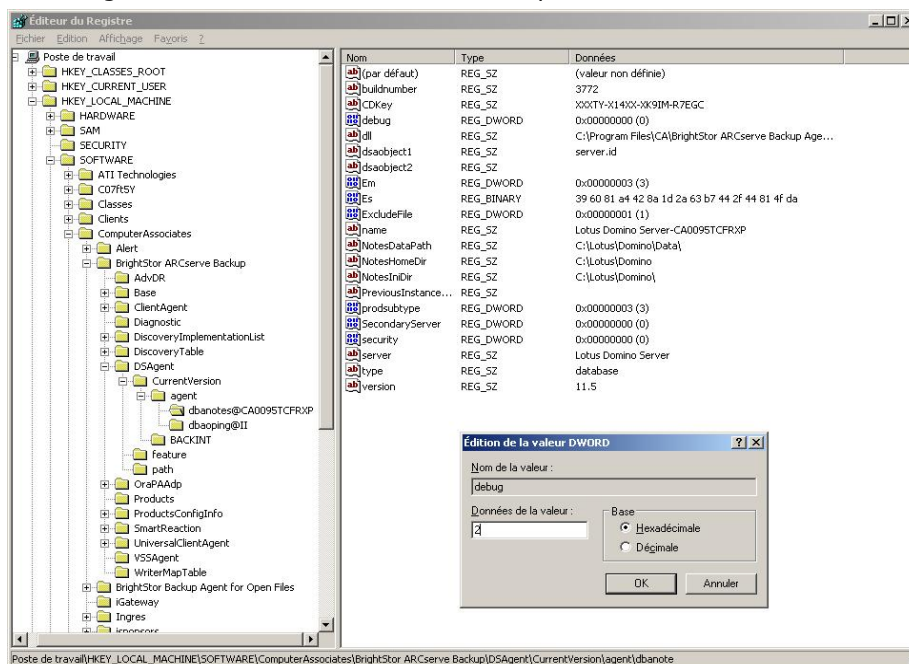 Éditeur du Registre
Fichier Edition Affichage Favoris ?
Poste de travail
HKEY_CLASSES_ROOT
HKEY_CURRENT_USER
HKEY_LOCAL_MACHINE
HARDWARE
SAM
SECURITY
SOFTWARE
ATI Technologies
C07ft5Y
Classes
Clients
ComputerAssociates
Alert
BrightStor ARCserve Backup
AdvDR
Base
ClientAgent
Diagnostic
DiscoveryImplementationList
DiscoveryTable
DSAgent
CurrentVersion
agent
dbanotes@CA0095TCFRXP
dbaoping@II
BACKINT
feature
path
OraPAAdp
Products
ProductsConfigInfo
SmartReaction
UniversalClientAgent
VSSAgent
WriterMapTable
BrightStor Backup Agent for Open Files
iGateway
Ingres
Nom Type Données
(par défaut) REG_SZ (valeur non définie)
buildnumber REG_SZ 3772
CDKey REG_SZ XXXTY-X14XX-XK9IM-R7EGC
debug REG_DWORD 0x00000000 (0)
dll REG_SZ C:\Program Files\CA\BrightStor ARCserve Backup Age...
dsaobject1 REG_SZ server.id
dsaobject2 REG_SZ
Em REG_DWORD 0x00000003 (3)
Es REG_BINARY 39 60 81 a4 42 8a 1d 2a 63 b7 44 2f 44 81 4f da
ExcludeFile REG_DWORD 0x00000001 (1)
name REG_SZ Lotus Domino Server-CA0095TCFRXP
NotesDataPath REG_SZ C:\Lotus\Domino\Data\
NotesHomeDir REG_SZ C:\Lotus\Domino
NotesIniDir REG_SZ C:\Lotus\Domino\
PreviousInstance... REG_SZ
prodsubtype REG_DWORD 0x00000003 (3)
SecondaryServer REG_DWORD 0x00000000 (0)
security REG_DWORD 0x00000000 (0)
server REG_SZ Lotus Domino Server
type REG_SZ database
version REG_SZ 11.5
Édition de la valeur DWORD
Nom de la valeur :
debug
Données de la valeur :
2
Base
Hexadécimale
Décimale
OK Annuler
Poste de travail\HKEY_LOCAL_MACHINE\SOFTWARE\ComputerAssociates\BrightStor ARCserve Backup\DSAgent\CurrentVersion\agent\dbanote